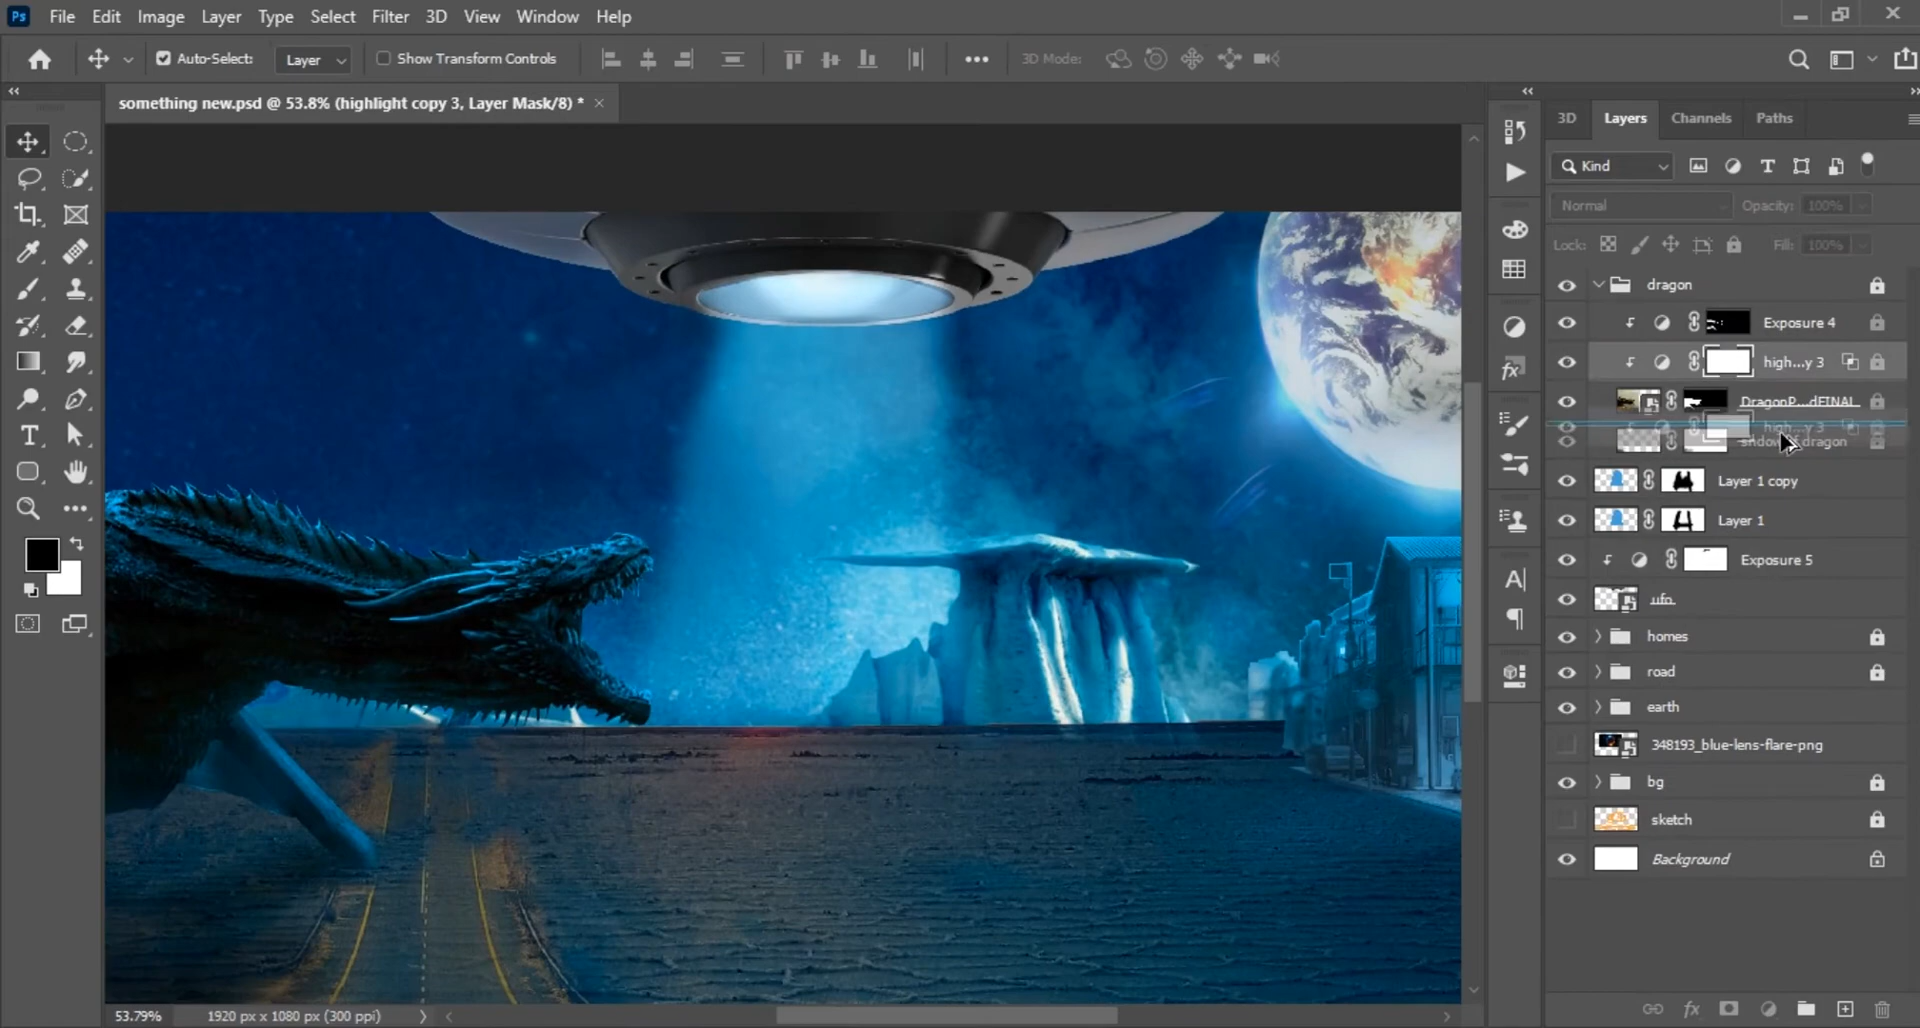 Ps File Edit Image Layer Type Select Filter 3D View Window Help
Auto-Select: Layer Show Transform Controls 3D Mode:
something new.psd @ 53.8% (highlight copy 3, Layer Mask/8) *
3D Layers Channels Paths
Kind
Normal Opacity: 100%
Lock: Fill: 100%
dragon
Exposure 4
high...y 3
DragonP...dFINAL
high...y 3
dragon
Layer 1 copy
Layer 1
Exposure 5
ufo
homes
road
earth
348193_blue-lens-flare-png
bg
sketch
Background
53.79% 1920 px x 1080 px (300 ppi)